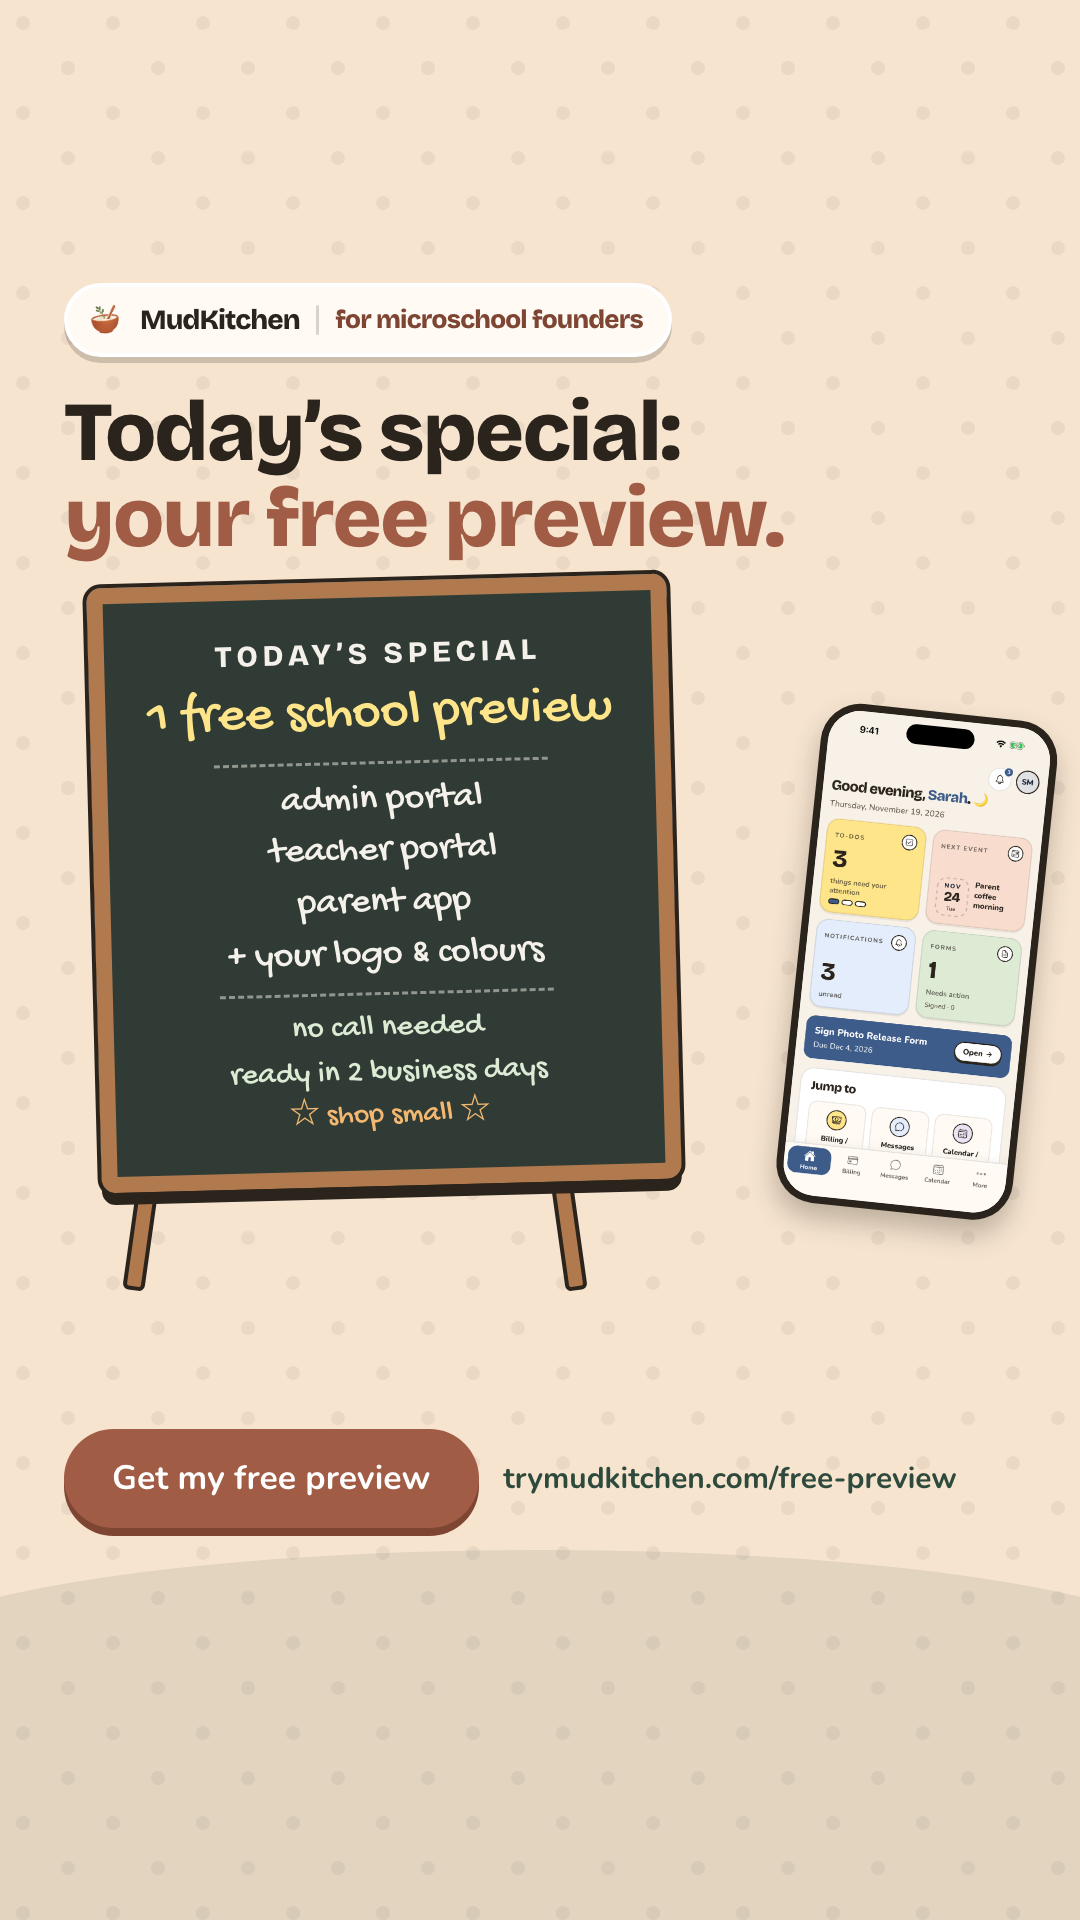 MudKitchen | for microschool founders
Today's special:
your free preview.
TODAY'S SPECIAL
1 free school preview
admin portal
teacher portal
parent app
+ your logo & colours
no call needed
ready in 2 business days
☆ shop small ☆
9:41
3
SM
Good evening, Sarah. 🌙
Thursday, November 19, 2026
TO-DOS
3
things need your
attention
NEXT EVENT
NOV
24
Tue
Parent
coffee
morning
NOTIFICATIONS
3
unread
FORMS
1
Needs action
Signed · 0
Sign Photo Release Form
Due Dec 4, 2026
Open →
Jump to
Billing /
Messages
Calendar /
Home
Billing
Messages
Calendar
More
Get my free preview
trymudkitchen.com/free-preview